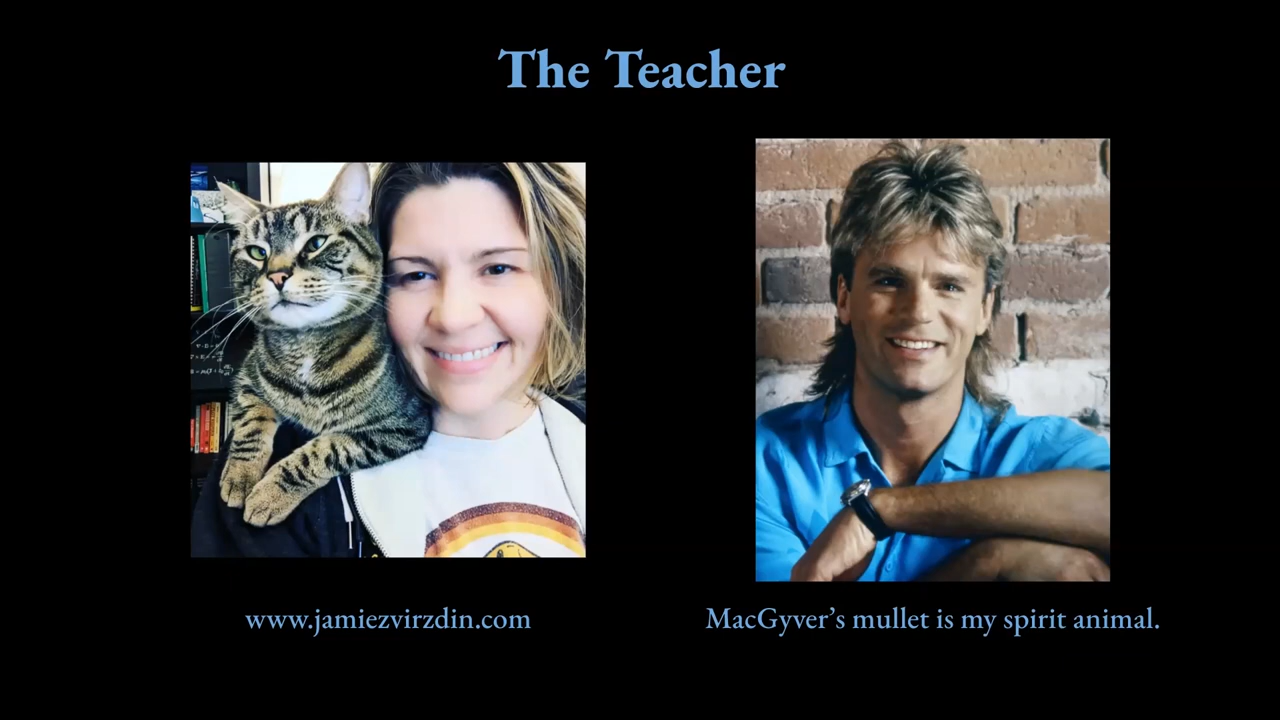 The Teacher
www.jamiezvirzdin.com
MacGyver’s mullet is my spirit animal.